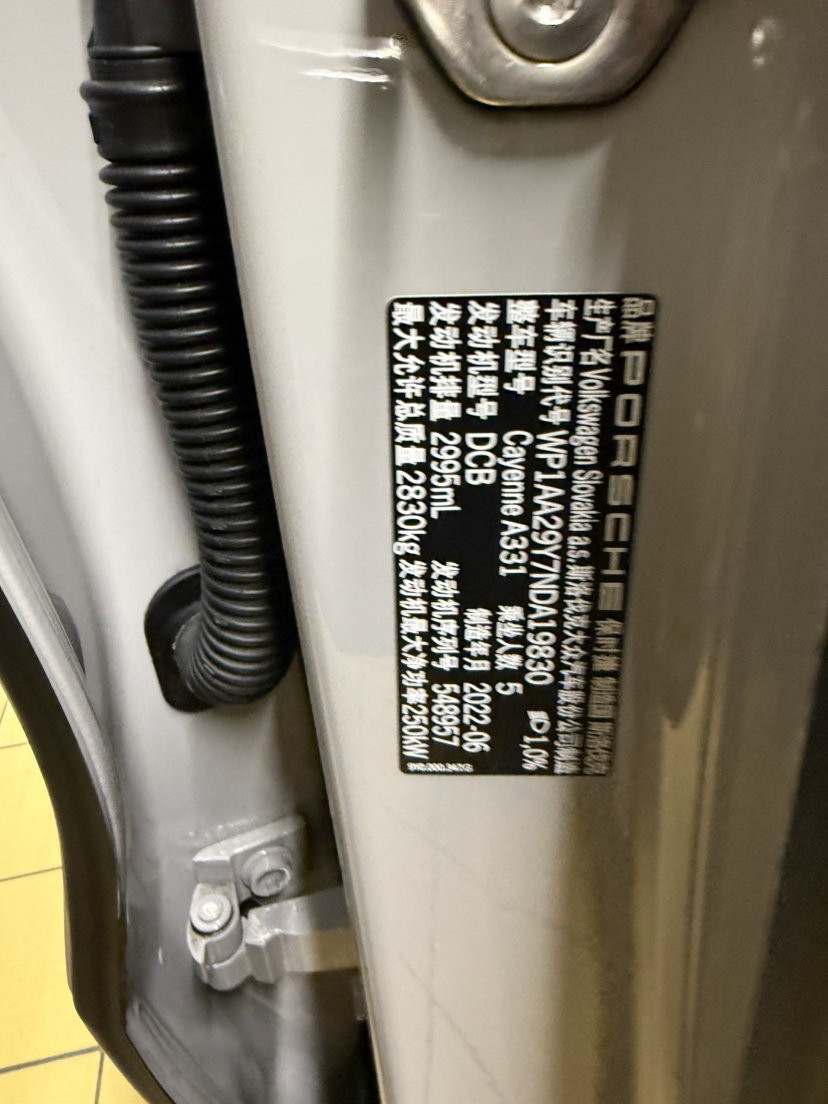 品牌 PORSCHE 保时捷 制造国 斯洛伐克
生产厂名 Volkswagen Slovakia a.s. 斯洛伐克大众汽车股份公司制造
车辆识别代号 WP1AA29Y7NDA19830
整车型号 Cayenne A331 乘坐人数 5 1,0%
发动机型号 DCB 制造年月 2022-06
发动机排量 2995mL 发动机序列号 548957
最大允许总质量 2830kg 发动机最大净功率 250kW